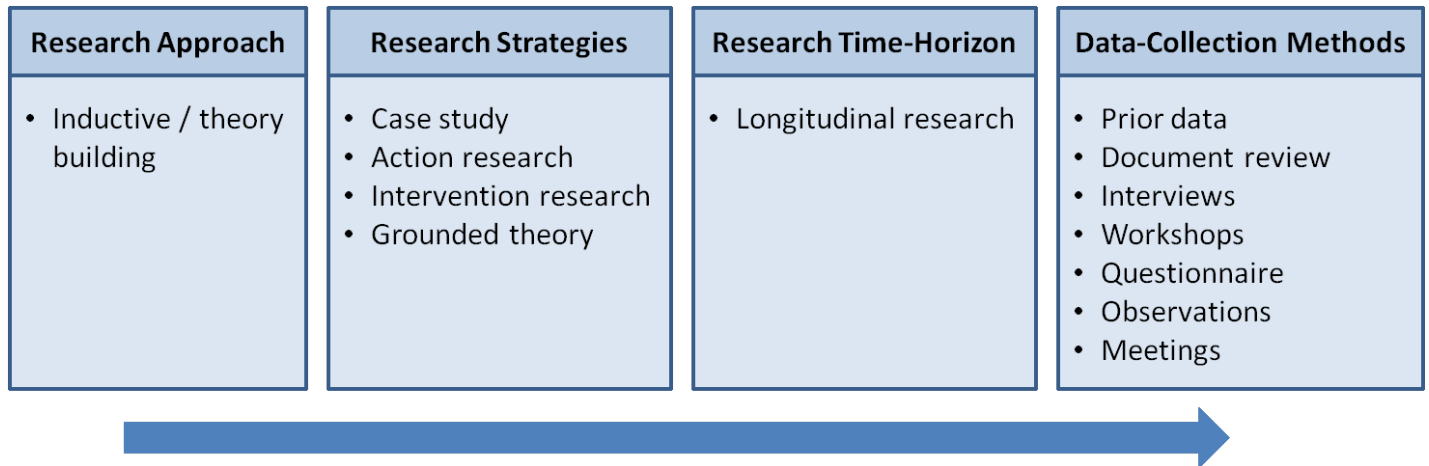 Research Approach
• Inductive / theory
building
Research Strategies
• Case study
• Action research
• Intervention research
• Grounded theory
Research Time-Horizon
• Longitudinal research
Data-Collection Methods
• Prior data
• Document review
• Interviews
• Workshops
• Questionnaire
• Observations
• Meetings